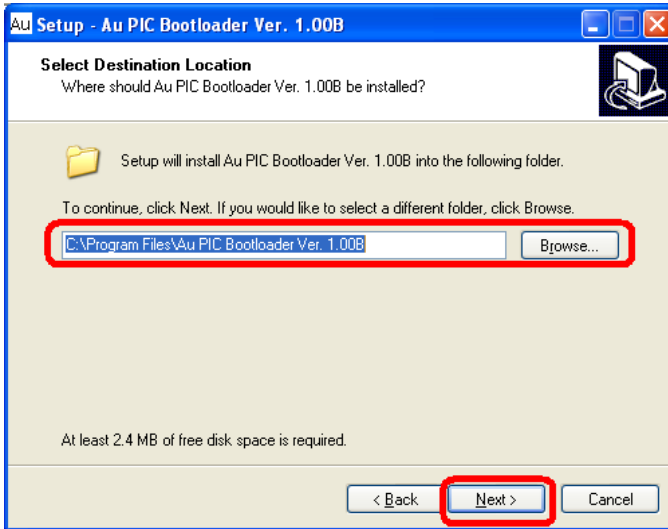 Au Setup - Au PIC Bootloader Ver. 1.00B
Select Destination Location
Where should Au PIC Bootloader Ver. 1.00B be installed?
Setup will install Au PIC Bootloader Ver. 1.00B into the following folder.
To continue, click Next. If you would like to select a different folder, click Browse.
C:\Program Files\Au PIC Bootloader Ver. 1.00B Browse...
At least 2.4 MB of free disk space is required.
< Back Next > Cancel